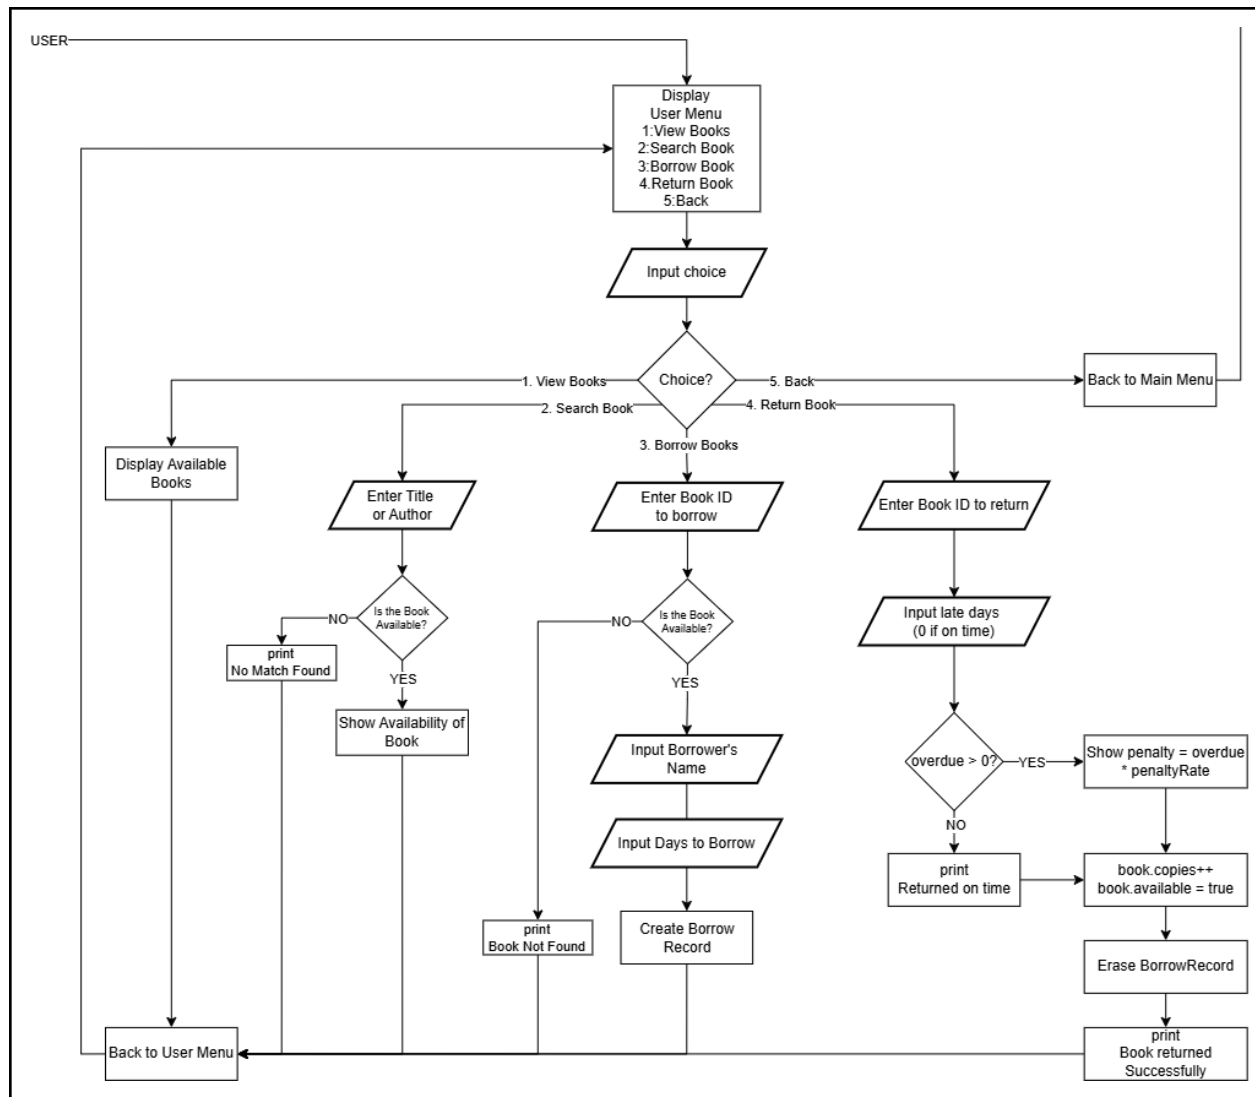 USER
Display
User Menu
1:View Books
2:Search Book
3:Borrow Book
4.Return Book
5:Back
Input choice
Choice?
1. View Books
5. Back
Back to Main Menu
2. Search Book
4. Return Book
3. Borrow Books
Display Available
Books
Enter Title
or Author
Enter Book ID
to borrow
Enter Book ID to return
Is the Book
Available?
NO
YES
print
No Match Found
Show Availability of
Book
Is the Book
Available?
NO
YES
Input late days
(0 if on time)
Input Borrower's
Name
overdue > 0?
YES
NO
Show penalty = overdue
* penaltyRate
Input Days to Borrow
print
Returned on time
book.copies++
book.available = true
print
Book Not Found
Create Borrow
Record
Erase BorrowRecord
Back to User Menu
print
Book returned
Successfully